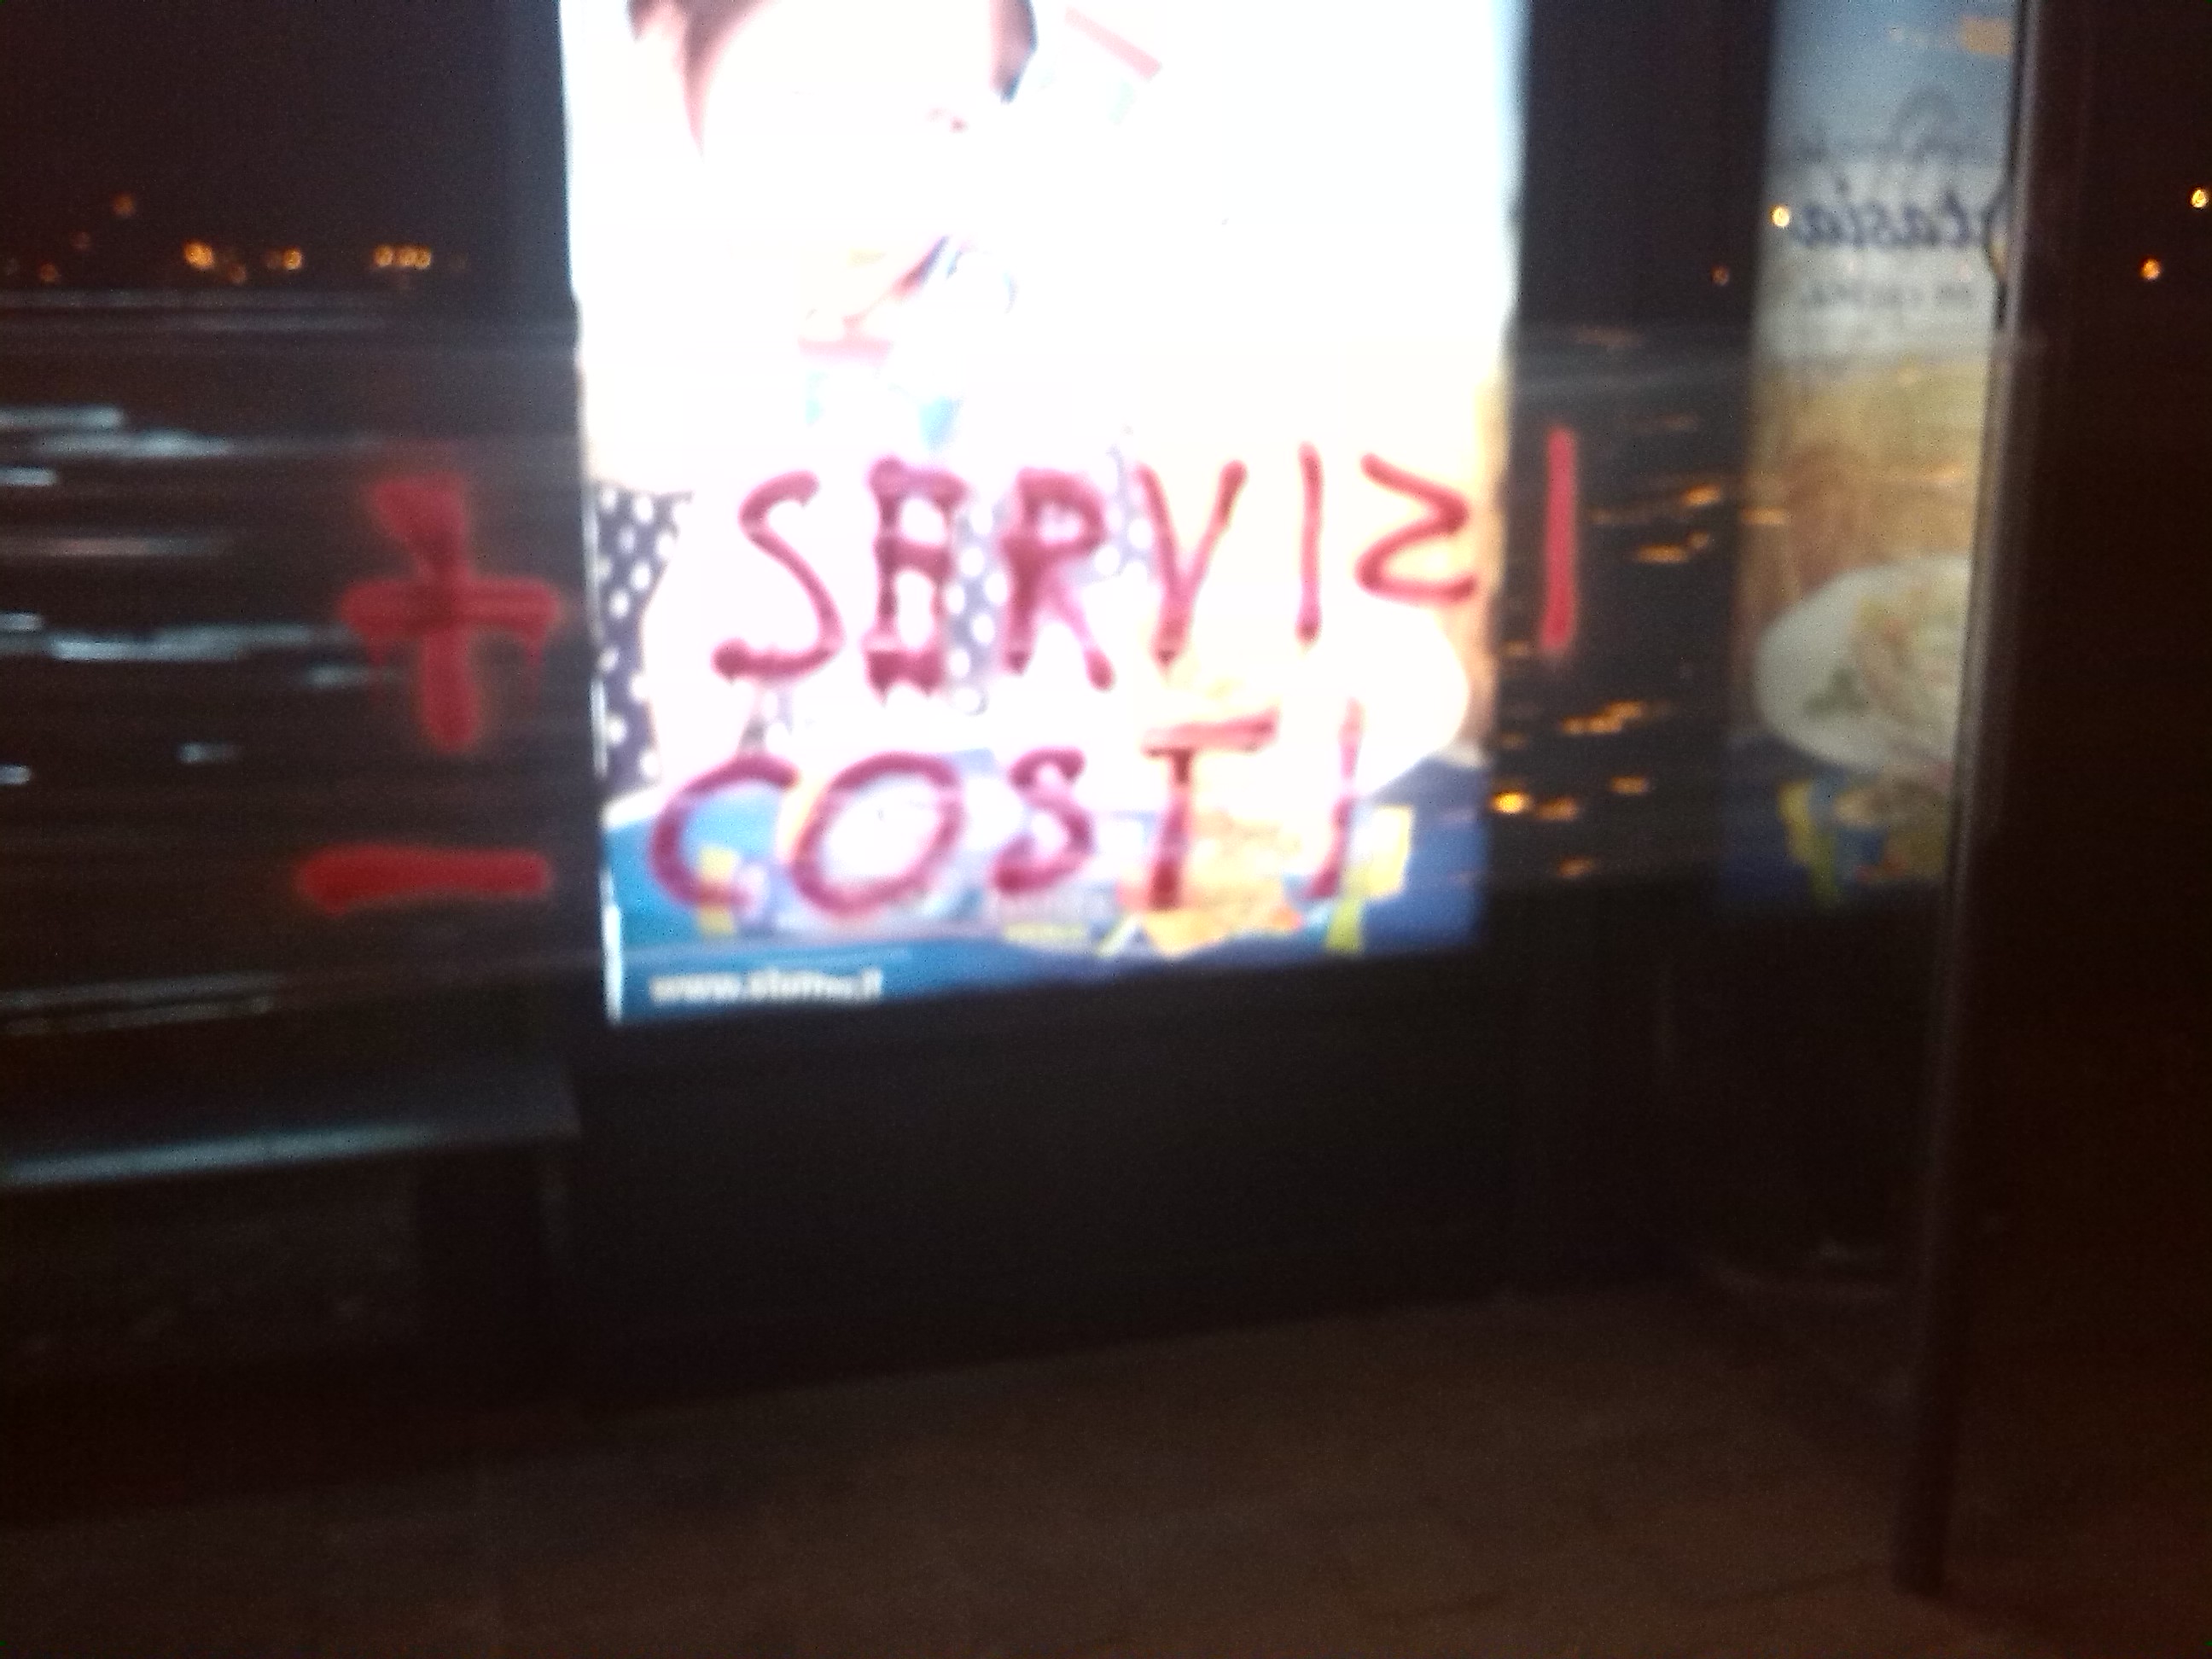 + SERVIZI
- COSTI